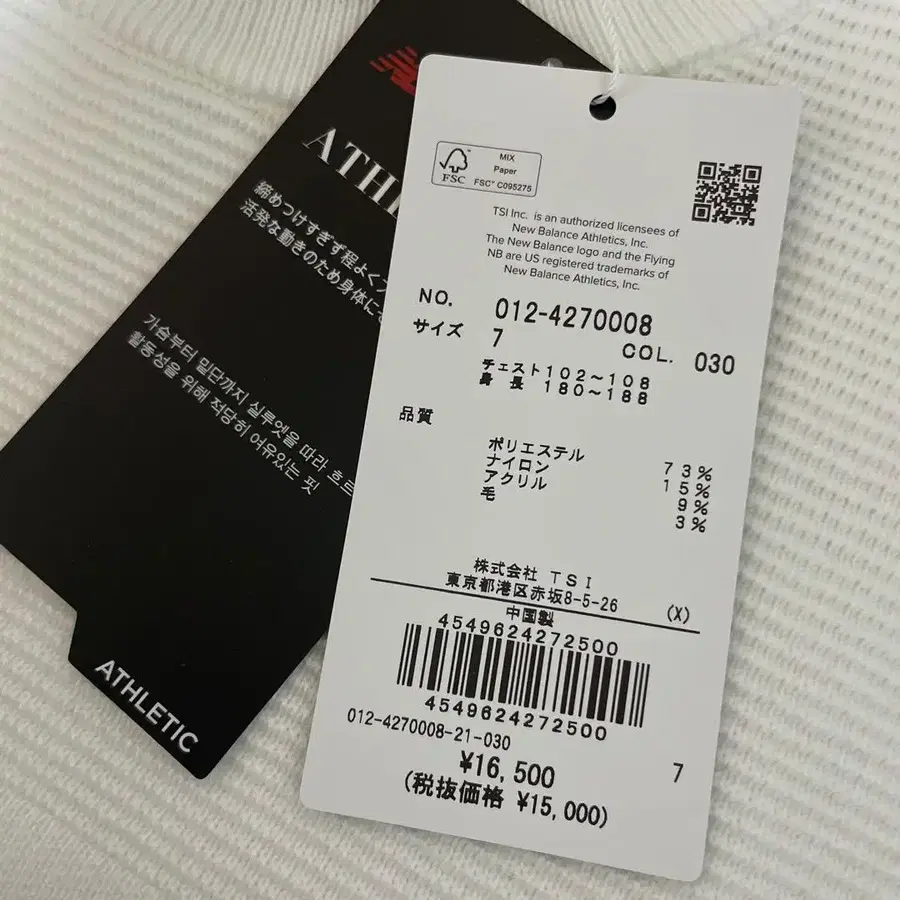 ATH
締めつけすぎず程よく
活発な動きのため身体に
가슴부터 밑단까지 실루엣을 따라 흐르
활동성을 위해 적당히 여유있는 핏
ATHLETIC
FSC
MIX
Paper
FSC® C095275
TSI Inc. is an authorized licensees of
New Balance Athletics, Inc.
The New Balance logo and the Flying
NB are US registered trademarks of
New Balance Athletics, Inc.
NO. 012-4270008
サイズ 7 COL. 030
チェスト102～108
身 長 180～188
品質
ポリエステル 73%
ナイロン 15%
アクリル 9%
毛 3%
株式会社 TSI
東京都港区赤坂8-5-26 (X)
中国製
4549624272500
4549624272500
012-4270008-21-030
¥16,500 7
(税抜価格 ¥15,000)